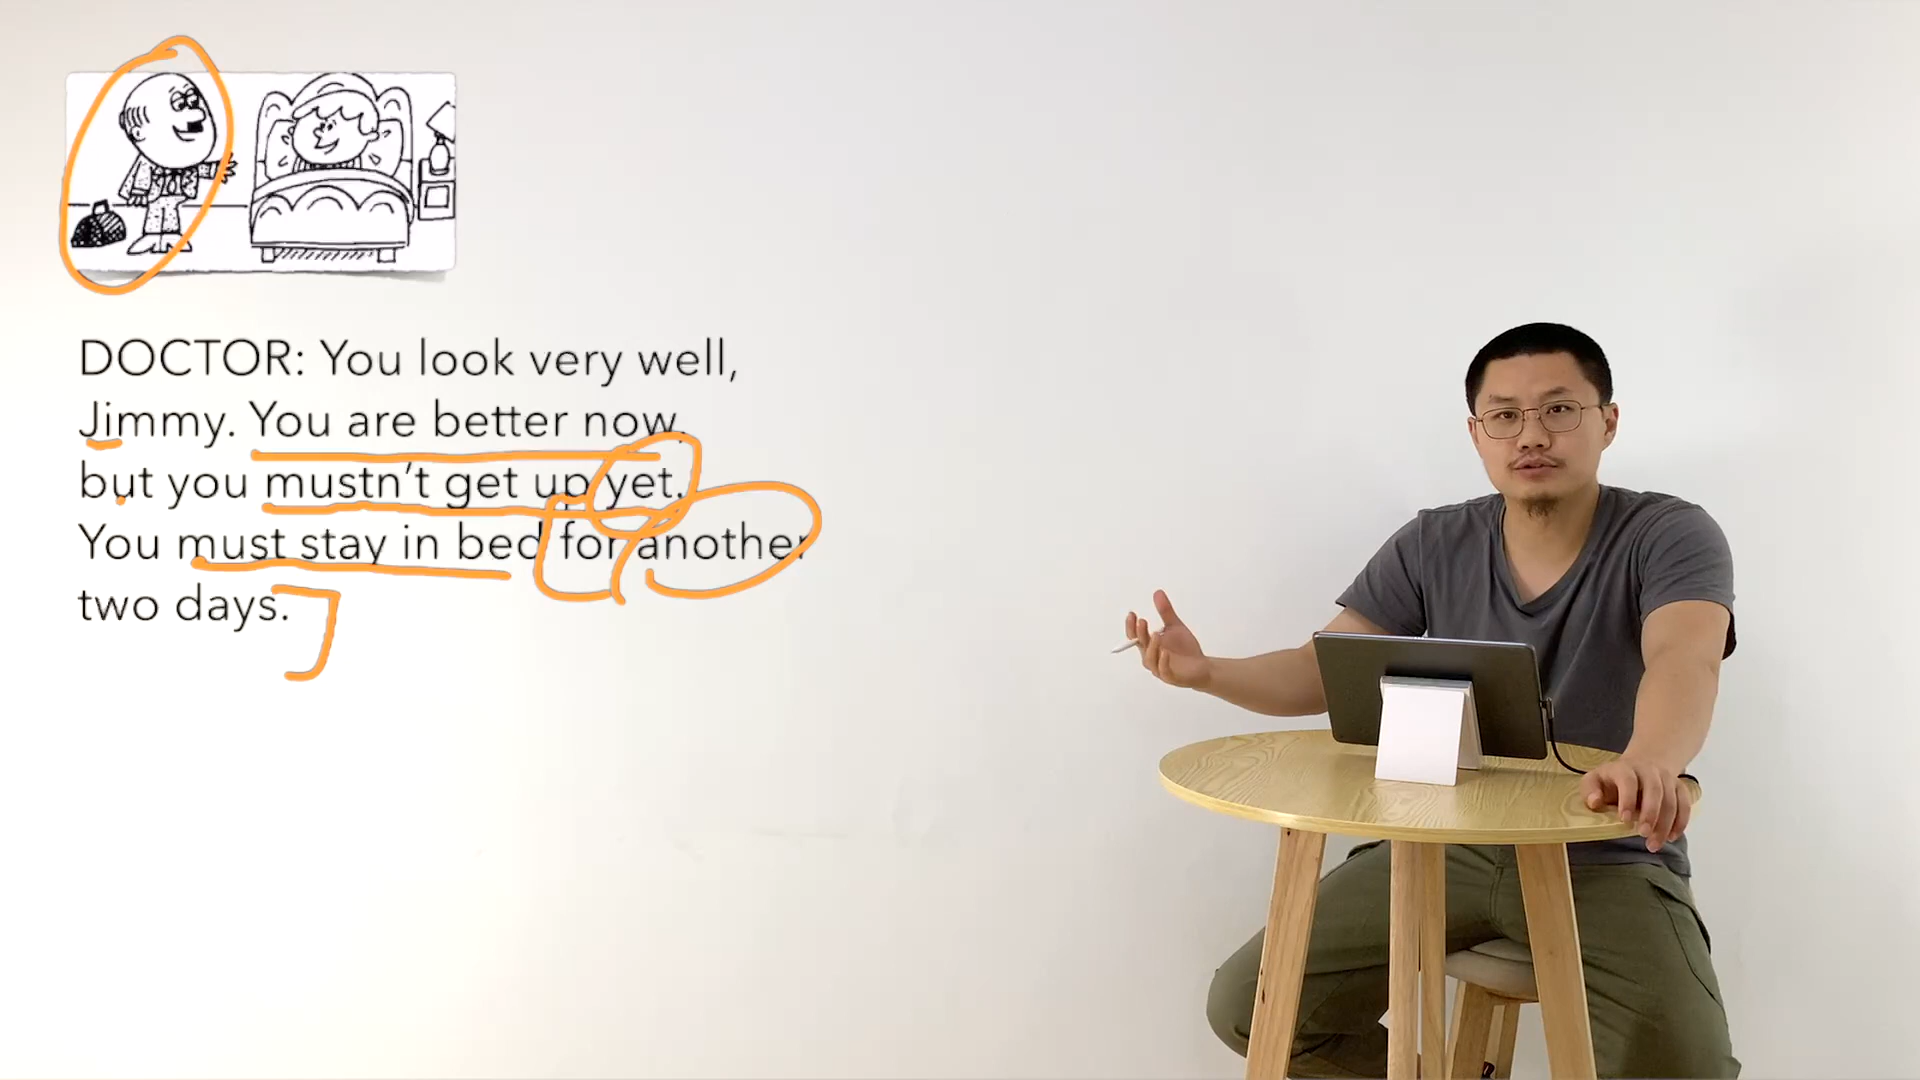 DOCTOR: You look very well,
Jimmy. You are better now,
but you mustn't get up yet.
You must stay in bed for another
two days.